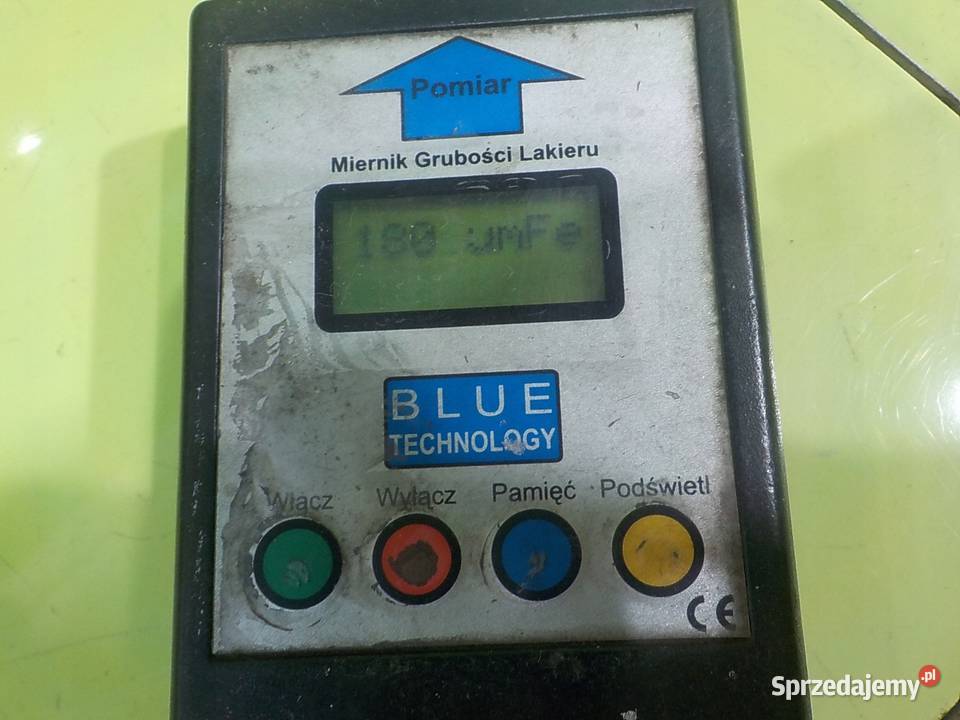 Pomiar
Miernik Grubości Lakieru
180 umFe
BLUE
TECHNOLOGY
Włącz Wyłącz Pamięć Podświetl
CE
Sprzedajemy.pl